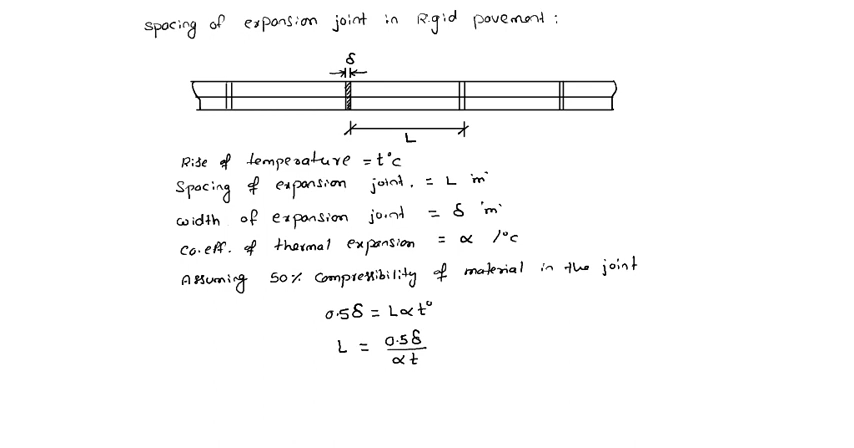 Spacing of expansion joint in Rigid pavement :
δ
L
Rise of temperature = t°c
Spacing of expansion joint. = L 'm'
width of expansion joint = δ 'm'
Co.eff. of thermal expansion = α /°c
Assuming 50% compressibility of material in the joint
0.5δ = Lαt°
L = 0.5δ / αt